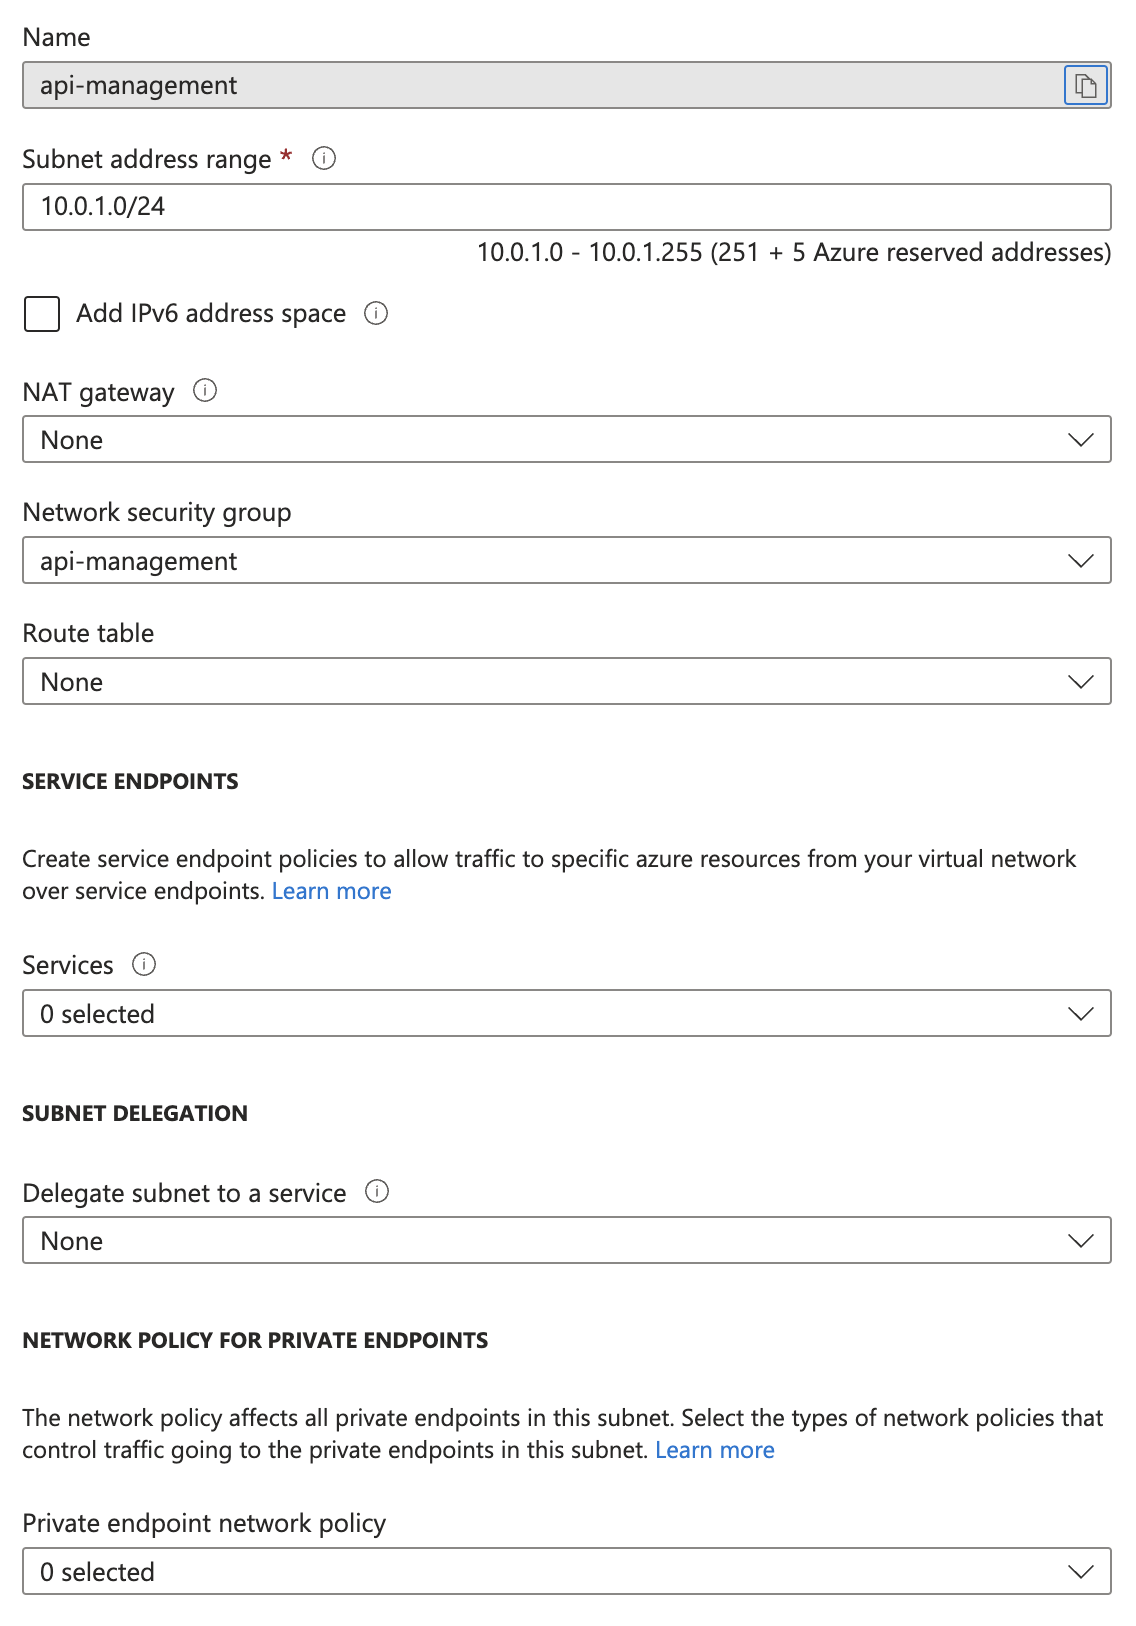 Name
api-management
Subnet address range *
10.0.1.0/24
10.0.1.0 - 10.0.1.255 (251 + 5 Azure reserved addresses)
Add IPv6 address space
NAT gateway
None
Network security group
api-management
Route table
None
SERVICE ENDPOINTS
Create service endpoint policies to allow traffic to specific azure resources from your virtual network
over service endpoints. Learn more
Services
0 selected
SUBNET DELEGATION
Delegate subnet to a service
None
NETWORK POLICY FOR PRIVATE ENDPOINTS
The network policy affects all private endpoints in this subnet. Select the types of network policies that
control traffic going to the private endpoints in this subnet. Learn more
Private endpoint network policy
0 selected